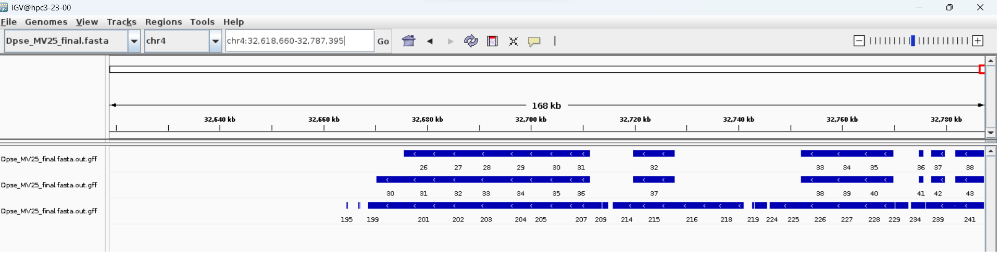 IGV@hpc3-23-00
File Genomes View Tracks Regions Tools Help
Dpse_MV25_final.fasta chr4 chr4:32,618,660-32,787,395 Go
168 kb
32,640 kb 32,660 kb 32,680 kb 32,700 kb 32,720 kb 32,740 kb 32,760 kb 32,780 kb
Dpse_MV25_final.fasta.out.gff
26 27 28 29 30 31 32 33 34 35 36 37 38
Dpse_MV25_final.fasta.out.gff
30 31 32 33 34 35 36 37 38 39 40 41 42 43
Dpse_MV25_final.fasta.out.gff
195 199 201 202 203 204 205 207 209 214 215 216 218 219 224 225 226 227 228 229 234 239 241